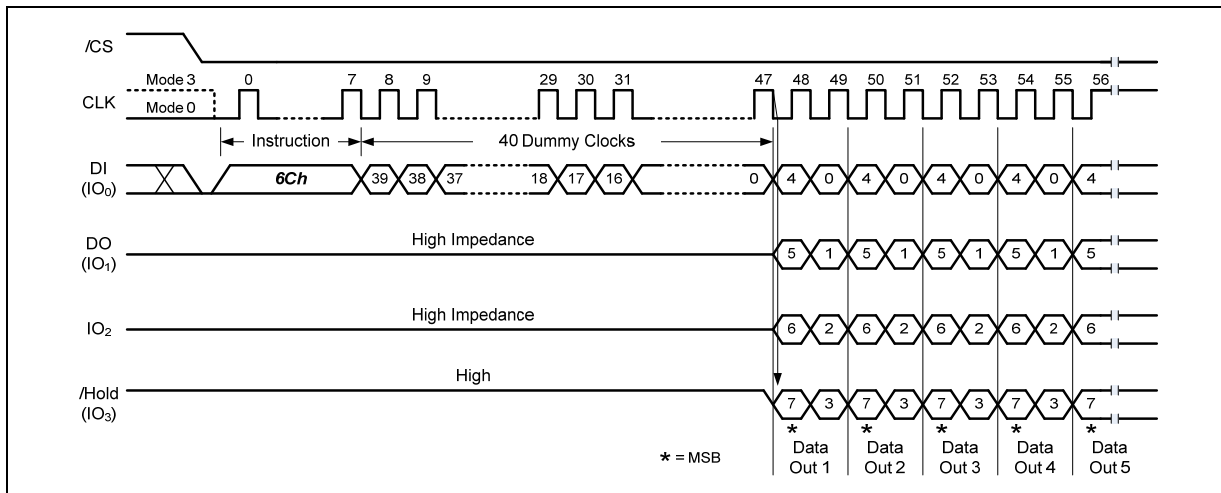 /CS
Mode 3 0 7 8 9 29 30 31 47 48 49 50 51 52 53 54 55 56
CLK
Mode 0
Instruction 40 Dummy Clocks
DI
(IO₀)
6Ch 39 38 37 18 17 16 0 4 0 4 0 4 0 4 0 4
DO
(IO₁)
High Impedance 5 1 5 1 5 1 5 1 5
IO₂
High Impedance 6 2 6 2 6 2 6 2 6
/Hold
(IO₃)
High 7 3 7 3 7 3 7 3 7
* * * * *
* = MSB
Data
Out 1
Data
Out 2
Data
Out 3
Data
Out 4
Data
Out 5